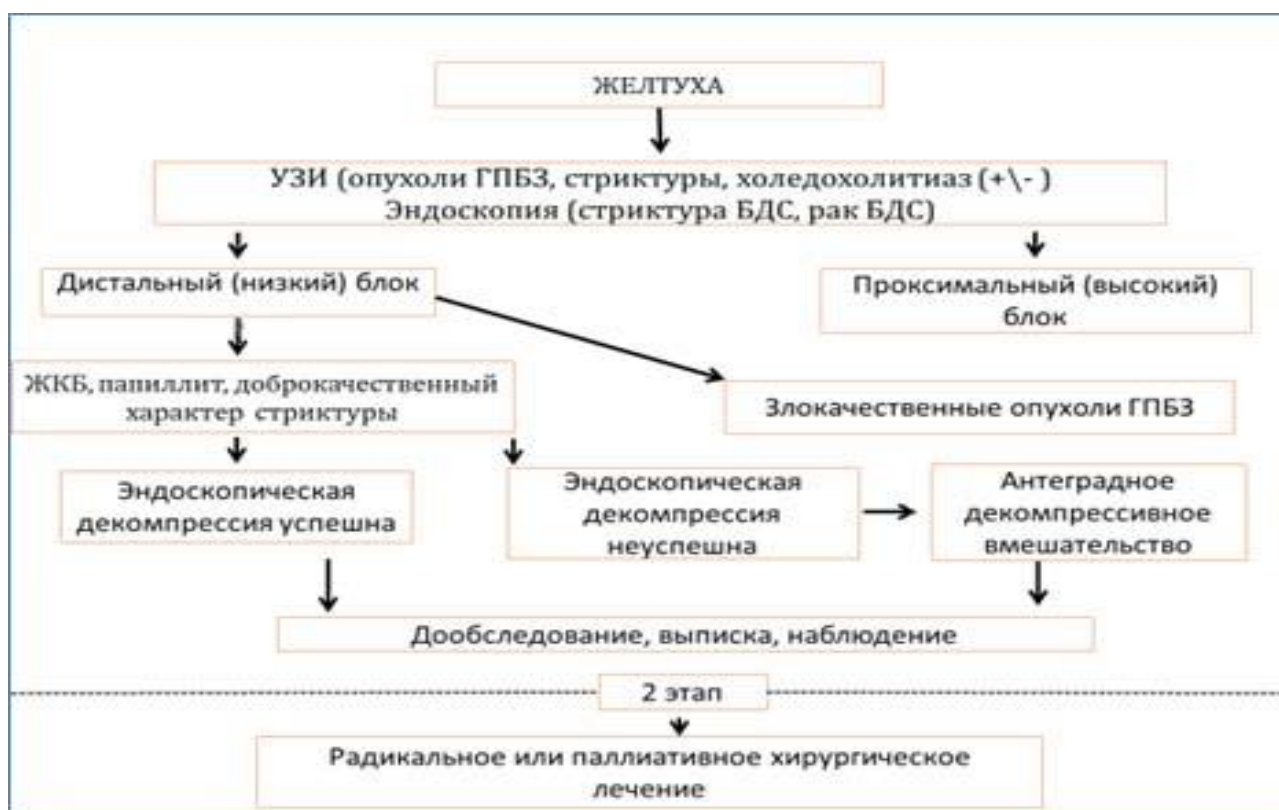 ЖЕЛТУХА
УЗИ (опухоли ГПБЗ, стриктуры, холедохолитиаз (+\- )
Эндоскопия (стриктура БДС, рак БДС)
Дистальный (низкий) блок
Проксимальный (высокий)
блок
ЖКБ, папиллит, доброкачественный
характер стриктуры
Злокачественные опухоли ГПБЗ
Эндоскопическая
декомпрессия успешна
Эндоскопическая
декомпрессия
неуспешна
Антеградное
декомпрессивное
вмешательство
Дообследование, выписка, наблюдение
2 этап
Радикальное или паллиативное хирургическое
лечение